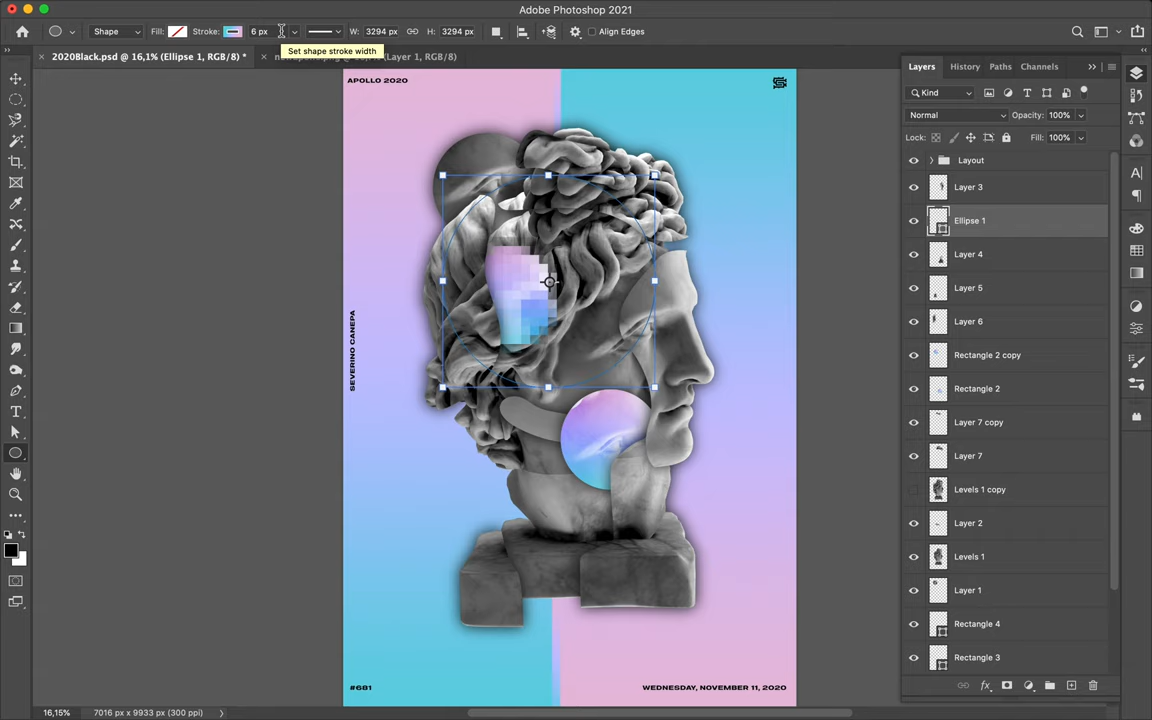 Adobe Photoshop 2021
Shape
Fill:
Stroke:
6 px
W: 3294 px
H: 3294 px
Align Edges
Set shape stroke width
2020Black.psd @ 16,1% (Ellipse 1, RGB/8) *
(Layer 1, RGB/8)
Layers
History
Paths
Channels
Kind
Normal
Opacity: 100%
Lock:
Fill: 100%
Layout
Layer 3
Ellipse 1
Layer 4
Layer 5
Layer 6
Rectangle 2 copy
Rectangle 2
Layer 7 copy
Layer 7
Levels 1 copy
Layer 2
Levels 1
Layer 1
Rectangle 4
Rectangle 3
APOLLO 2020
SEVERINO CANEPA
#681
WEDNESDAY, NOVEMBER 11, 2020
16,15%
7016 px x 9933 px (300 ppi)